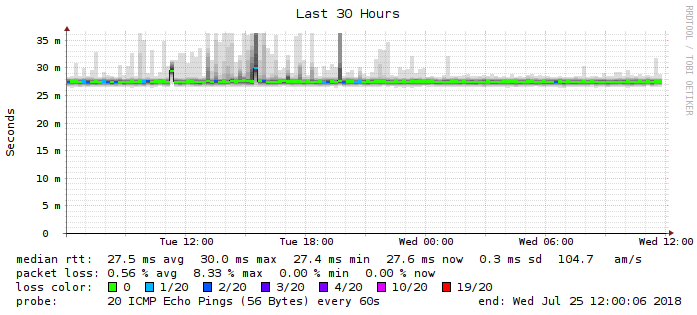 Last 30 Hours
RRDTOOL / TOBI OETIKER
Seconds
35 m
30 m
25 m
20 m
15 m
10 m
5 m
0
Tue 12:00 Tue 18:00 Wed 00:00 Wed 06:00 Wed 12:00
median rtt: 27.5 ms avg 30.0 ms max 27.4 ms min 27.6 ms now 0.3 ms sd 104.7 am/s
packet loss: 0.56 % avg 8.33 % max 0.00 % min 0.00 % now
loss color: 0 1/20 2/20 3/20 4/20 10/20 19/20
probe: 20 ICMP Echo Pings (56 Bytes) every 60s end: Wed Jul 25 12:00:06 2018